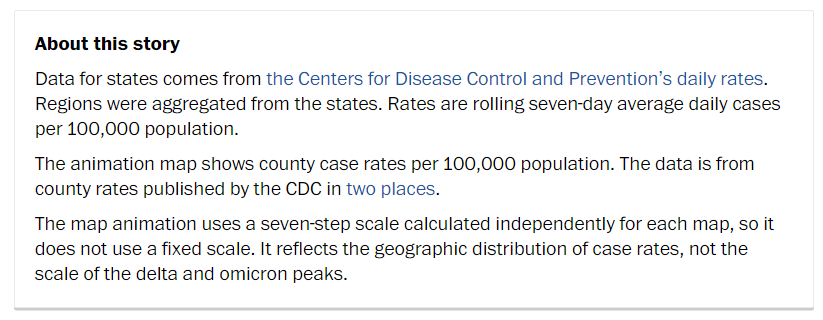 About this story
Data for states comes from the Centers for Disease Control and Prevention’s daily rates.
Regions were aggregated from the states. Rates are rolling seven-day average daily cases
per 100,000 population.
The animation map shows county case rates per 100,000 population. The data is from
county rates published by the CDC in two places.
The map animation uses a seven-step scale calculated independently for each map, so it
does not use a fixed scale. It reflects the geographic distribution of case rates, not the
scale of the delta and omicron peaks.